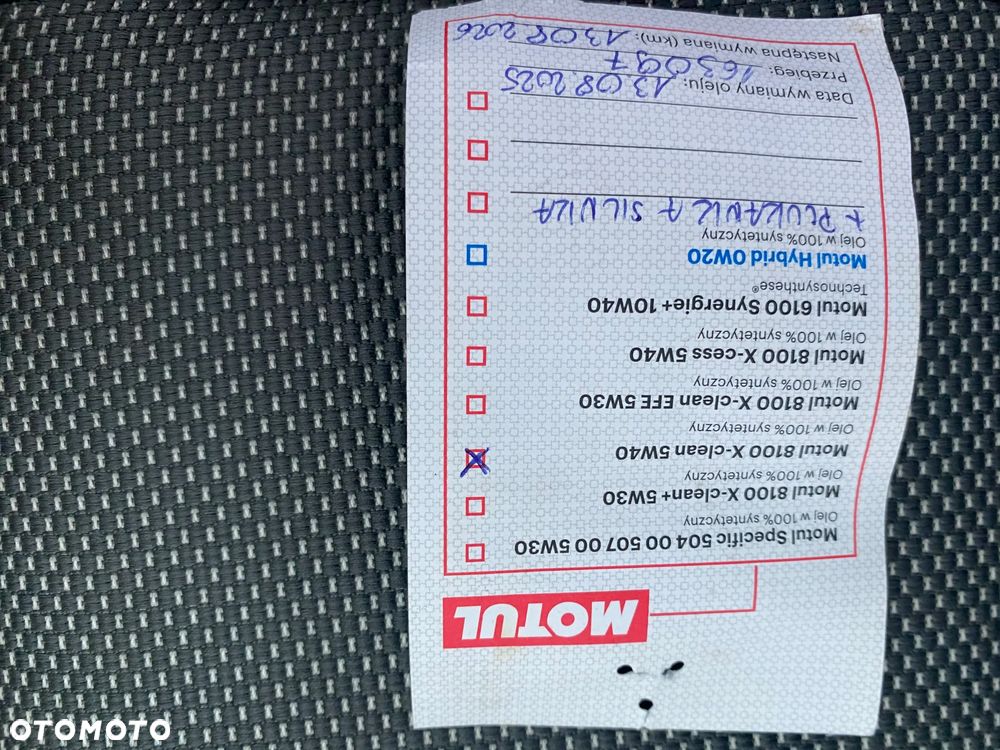 MOTUL
Motul Specific 504 00 507 00 5W30
Olej w 100% syntetyczny
Motul 8100 X-clean+ 5W30
Olej w 100% syntetyczny
Motul 8100 X-clean 5W40
Olej w 100% syntetyczny
Motul 8100 X-clean EFE 5W30
Olej w 100% syntetyczny
Motul 8100 X-cess 5W40
Olej w 100% syntetyczny
Motul 6100 Synergie+ 10W40
Technosynthese®
Motul Hybrid 0W20
Olej w 100% syntetyczny
+ PŁUKANKA SILNIKA
Data wymiany oleju: 13 08 2025
Przebieg: 163097
Następna wymiana (km): 13 08 2026
OTOMOTO